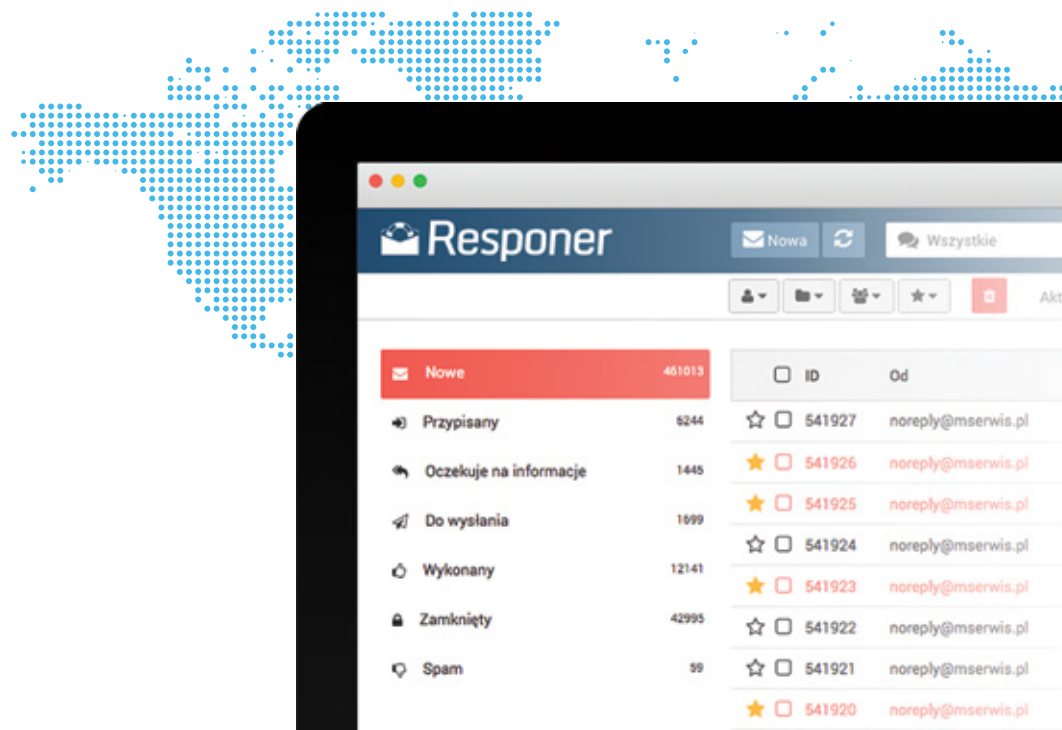 Responer
Nowa
Wszystkie
Akt
Nowe 461013
Przypisany 6244
Oczekuje na informacje 1445
Do wysłania 1699
Wykonany 12141
Zamknięty 42995
Spam 59
ID Od
541927 noreply@mserwis.pl
541926 noreply@mserwis.pl
541925 noreply@mserwis.pl
541924 noreply@mserwis.pl
541923 noreply@mserwis.pl
541922 noreply@mserwis.pl
541921 noreply@mserwis.pl
541920 noreply@mserwis.pl